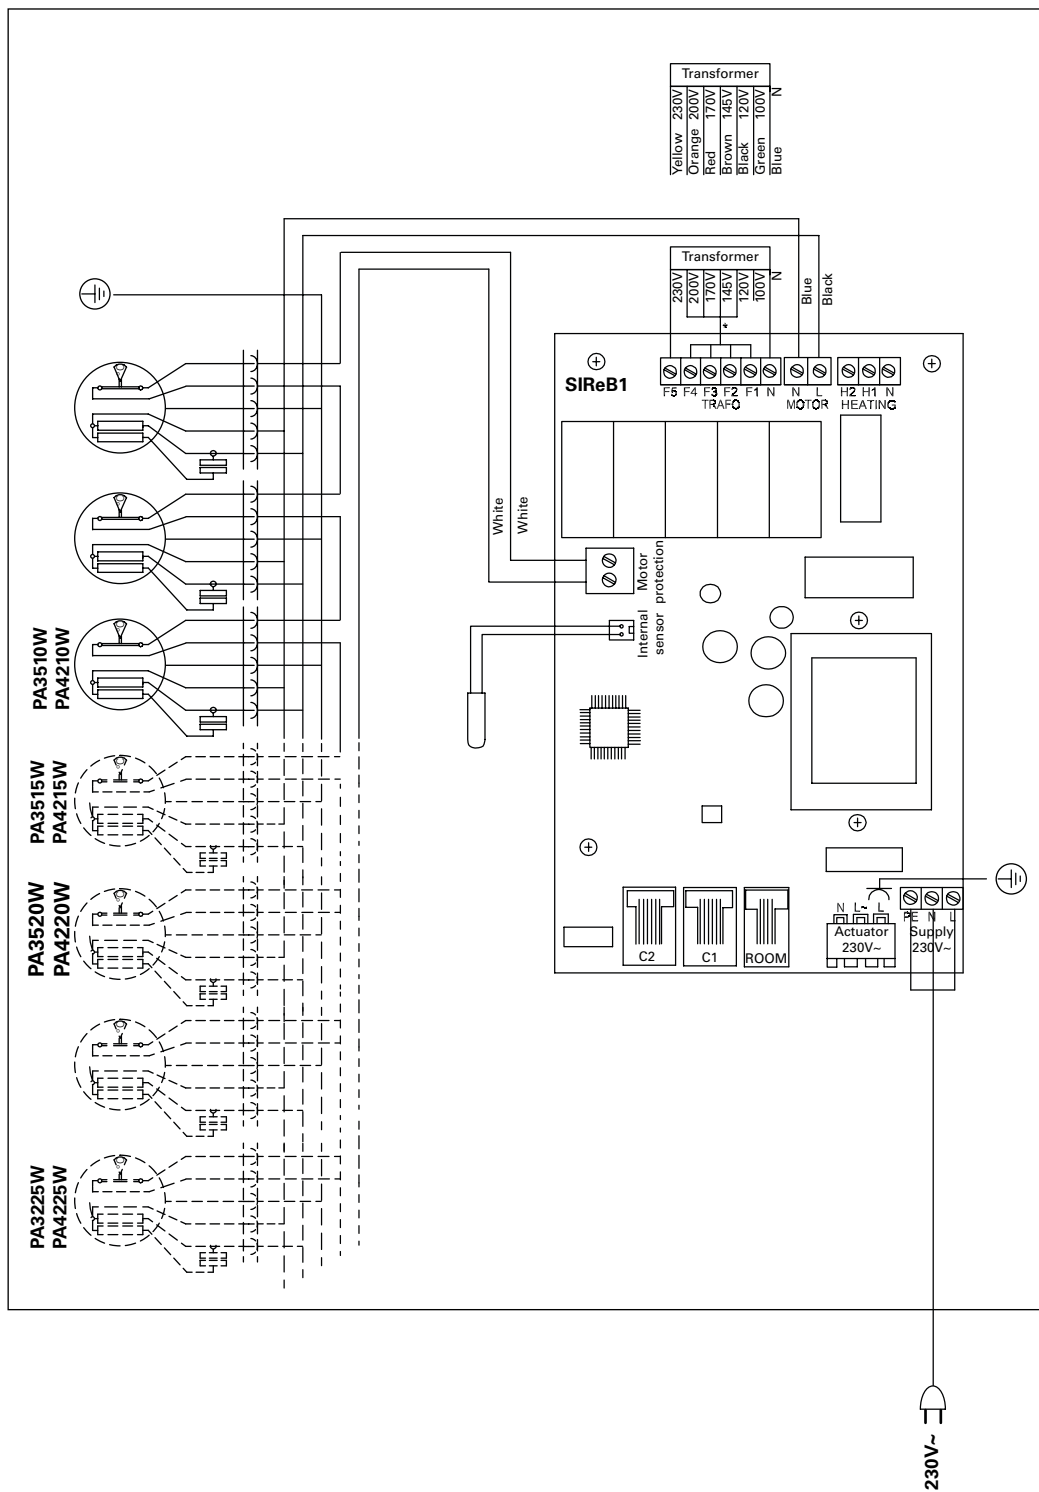 Transformer
Yellow 230V
Orange 200V
Red 170V
Brown 145V
Black 120V
Green 100V
Blue N
Transformer
230V
200V
170V
145V
120V
100V
N
*
Blue
Black
SIReB1
F5 F4 F3 F2 F1 N
TRAFO
N L
MOTOR
H2 H1 N
HEATING
White
White
Motor
protection
Internal
sensor
PA3510W
PA4210W
PA3515W
PA4215W
PA3520W
PA4220W
PA3225W
PA4225W
C2
C1
ROOM
N L~ L
Actuator
230V~
PE N L
Supply
230V~
230V~